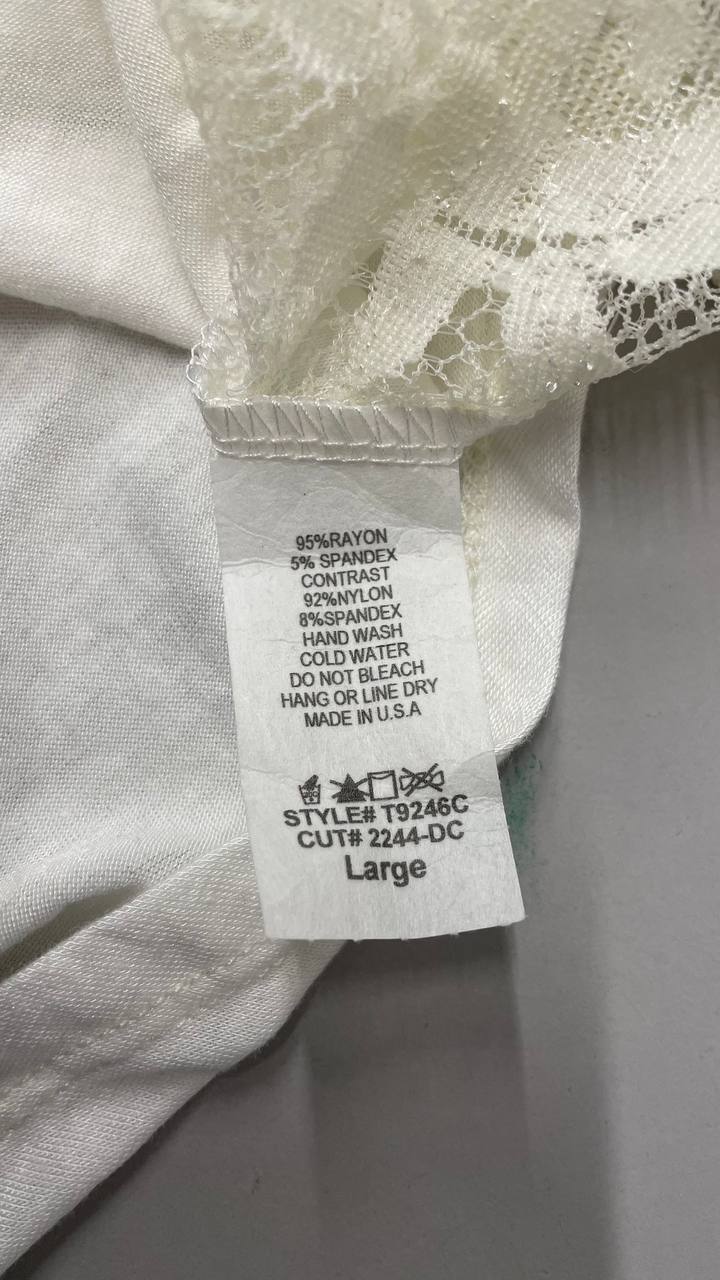 95%RAYON
5% SPANDEX
CONTRAST
92%NYLON
8%SPANDEX
HAND WASH
COLD WATER
DO NOT BLEACH
HANG OR LINE DRY
MADE IN U.S.A
STYLE# T9246C
CUT# 2244-DC
Large